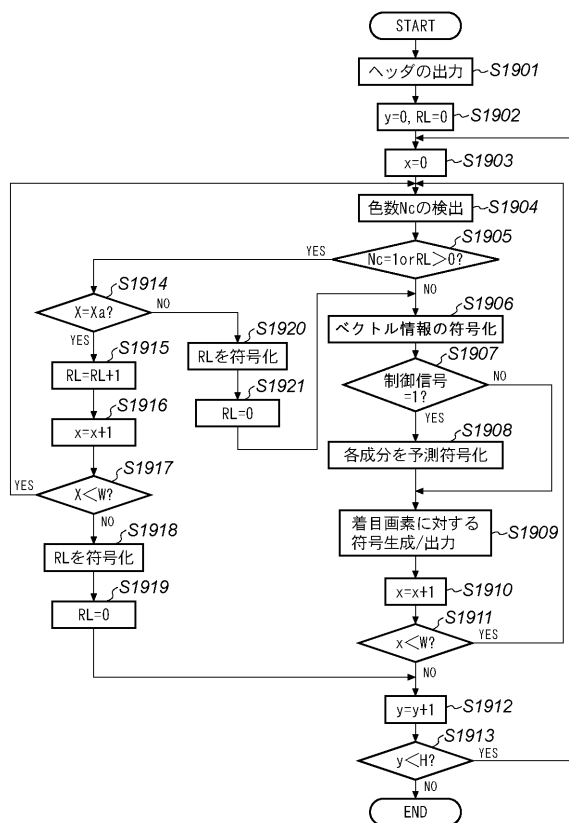 START
ヘッダの出力
S1901
y=0, RL=0
S1902
x=0
S1903
色数Ncの検出
S1904
Nc=1orRL>0?
S1905
YES
NO
X=Xa?
S1914
NO
YES
RL=RL+1
S1915
x=x+1
S1916
X<W?
S1917
YES
NO
RLを符号化
S1918
RL=0
S1919
RLを符号化
S1920
RL=0
S1921
ベクトル情報の符号化
S1906
制御信号
=1?
S1907
NO
YES
各成分を予測符号化
S1908
着目画素に対する
符号生成/出力
S1909
x=x+1
S1910
x<W?
S1911
YES
NO
y=y+1
S1912
y<H?
S1913
YES
NO
END